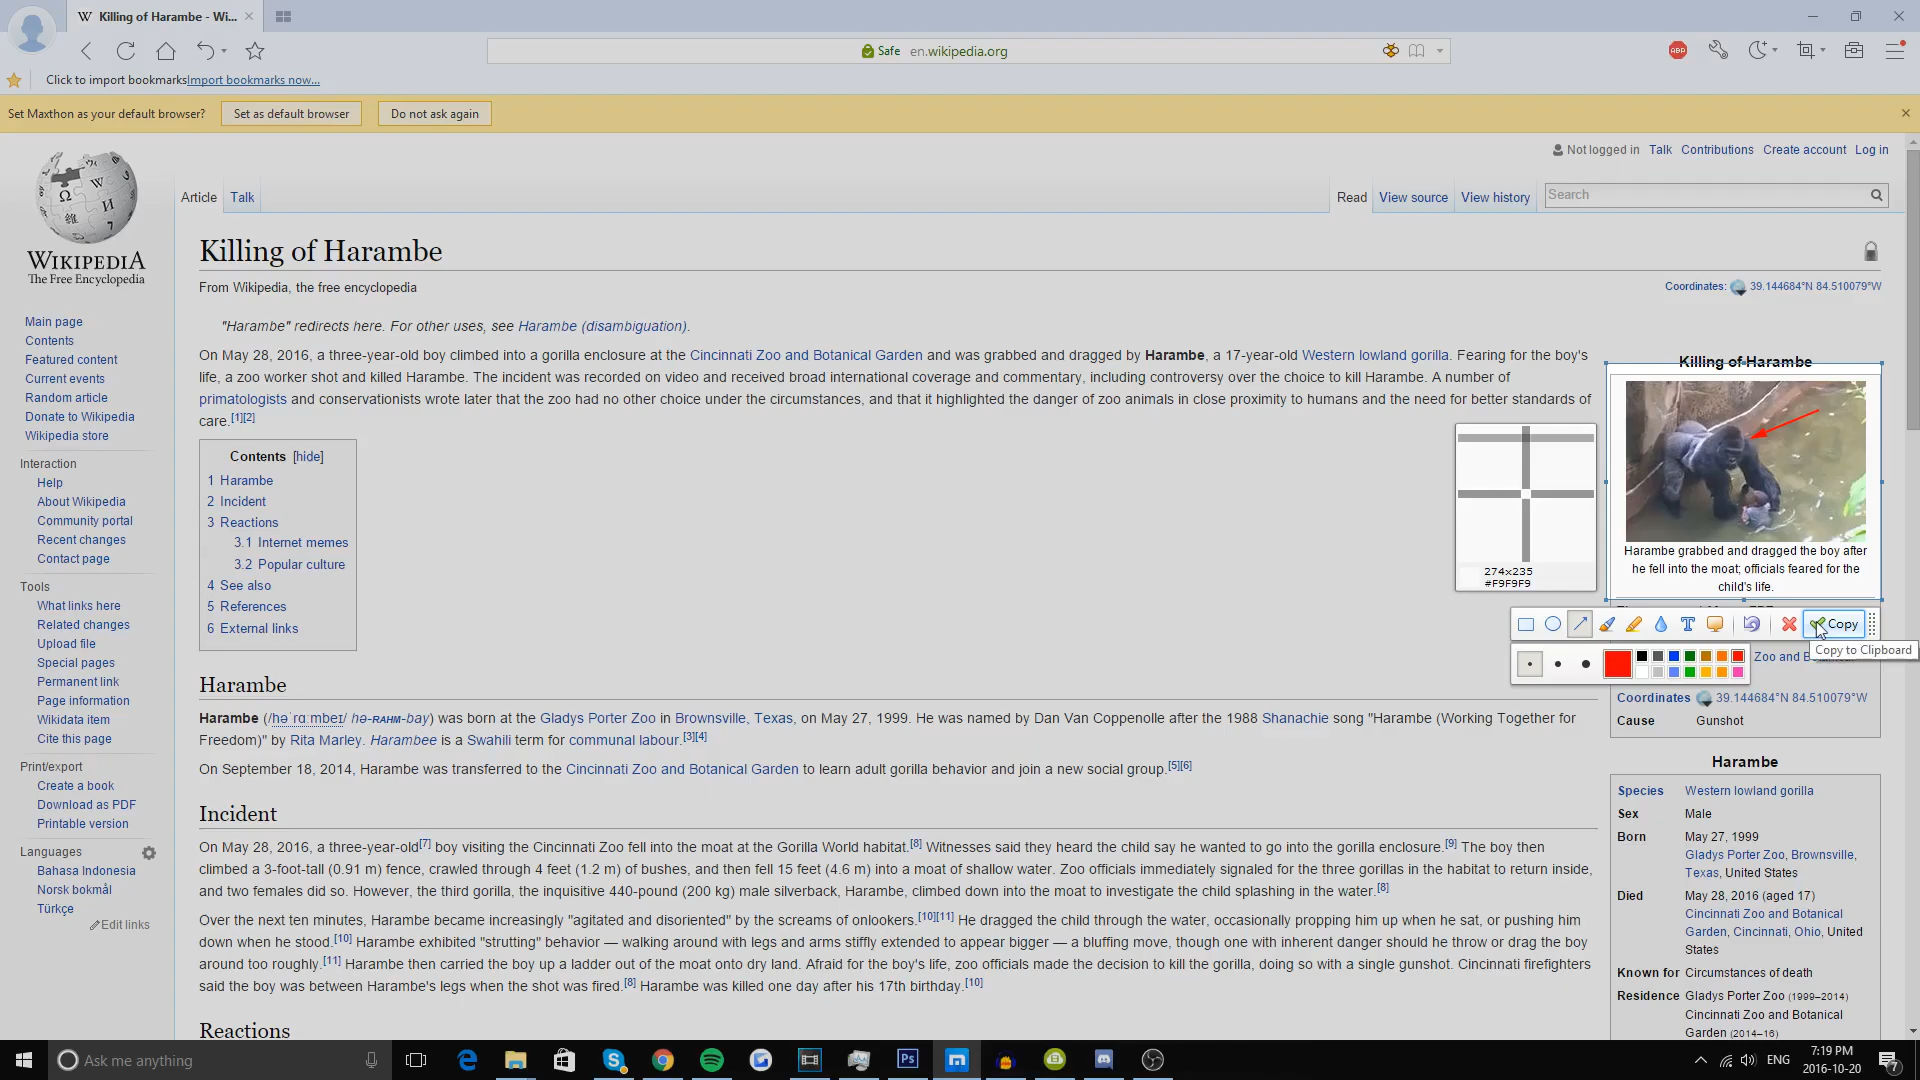 Killing of Harambe - Wi...
Safe en.wikipedia.org
ABP
Click to import bookmarks Import bookmarks now...
Set Maxthon as your default browser? Set as default browser Do not ask again
Not logged in Talk Contributions Create account Log in
Article Talk Read View source View history Search
WIKIPEDIA
The Free Encyclopedia
Main page
Contents
Featured content
Current events
Random article
Donate to Wikipedia
Wikipedia store
Interaction
Help
About Wikipedia
Community portal
Recent changes
Contact page
Tools
What links here
Related changes
Upload file
Special pages
Permanent link
Page information
Wikidata item
Cite this page
Print/export
Create a book
Download as PDF
Printable version
Languages
Bahasa Indonesia
Norsk bokmål
Türkçe
Edit links
Killing of Harambe
From Wikipedia, the free encyclopedia
Coordinates: 39.144684°N 84.510079°W
"Harambe" redirects here. For other uses, see Harambe (disambiguation).
On May 28, 2016, a three-year-old boy climbed into a gorilla enclosure at the Cincinnati Zoo and Botanical Garden and was grabbed and dragged by Harambe, a 17-year-old Western lowland gorilla. Fearing for the boy's
life, a zoo worker shot and killed Harambe. The incident was recorded on video and received broad international coverage and commentary, including controversy over the choice to kill Harambe. A number of
primatologists and conservationists wrote later that the zoo had no other choice under the circumstances, and that it highlighted the danger of zoo animals in close proximity to humans and the need for better standards of
care.[1][2]
Contents [hide]
1 Harambe
2 Incident
3 Reactions
3.1 Internet memes
3.2 Popular culture
4 See also
5 References
6 External links
Harambe
Harambe (/həˈrɑːmbeɪ/ hə-RAHM-bay) was born at the Gladys Porter Zoo in Brownsville, Texas, on May 27, 1999. He was named by Dan Van Coppenolle after the 1988 Shanachie song "Harambe (Working Together for
Freedom)" by Rita Marley. Harambee is a Swahili term for communal labour.[3][4]
On September 18, 2014, Harambe was transferred to the Cincinnati Zoo and Botanical Garden to learn adult gorilla behavior and join a new social group.[5][6]
Incident
On May 28, 2016, a three-year-old[7] boy visiting the Cincinnati Zoo fell into the moat at the Gorilla World habitat.[8] Witnesses said they heard the child say he wanted to go into the gorilla enclosure.[9] The boy then
climbed a 3-foot-tall (0.91 m) fence, crawled through 4 feet (1.2 m) of bushes, and then fell 15 feet (4.6 m) into a moat of shallow water. Zoo officials immediately signaled for the three gorillas in the habitat to return inside,
and two females did so. However, the third gorilla, the inquisitive 440-pound (200 kg) male silverback, Harambe, climbed down into the moat to investigate the child splashing in the water.[8]
Over the next ten minutes, Harambe became increasingly "agitated and disoriented" by the screams of onlookers.[10][11] He dragged the child through the water, occasionally propping him up when he sat, or pushing him
down when he stood.[10] Harambe exhibited "strutting" behavior — walking around with legs and arms stiffly extended to appear bigger — a bluffing move, though one with inherent danger should he throw or drag the boy
around too roughly.[11] Harambe then carried the boy up a ladder out of the moat onto dry land. Afraid for the boy's life, zoo officials made the decision to kill the gorilla, doing so with a single gunshot. Cincinnati firefighters
said the boy was between Harambe's legs when the shot was fired.[8] Harambe was killed one day after his 17th birthday.[10]
Reactions
Killing of Harambe
Harambe grabbed and dragged the boy after
he fell into the moat; officials feared for the
child's life.
274x235
#F9F9F9
T
Copy
Copy to Clipboard
Zoo and
Coordinates 39.144684°N 84.510079°W
Cause Gunshot
Harambe
Species Western lowland gorilla
Sex Male
Born May 27, 1999
Gladys Porter Zoo, Brownsville,
Texas, United States
Died May 28, 2016 (aged 17)
Cincinnati Zoo and Botanical
Garden, Cincinnati, Ohio, United
States
Known for Circumstances of death
Residence Gladys Porter Zoo (1999–2014)
Cincinnati Zoo and Botanical
Garden (2014–16)
Ask me anything
Ps
ENG
7:19 PM
2016-10-20
7